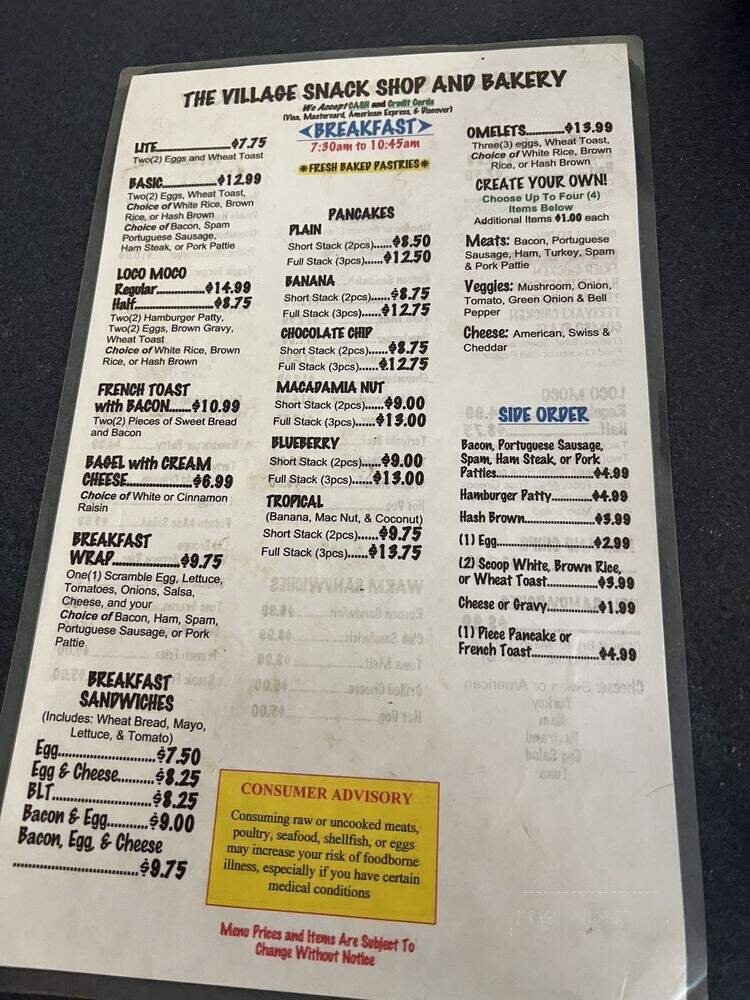 THE VILLAGE SNACK SHOP AND BAKERY
We Accept CASH and Credit Cards
(Visa, Mastercard, American Express, & Discover)
<BREAKFAST>
7:30am to 10:45am
*FRESH BAKED PASTRIES*
LITE..................$7.75
Two(2) Eggs and Wheat Toast
BASIC.............$12.99
Two(2) Eggs, Wheat Toast,
Choice of White Rice, Brown
Rice, or Hash Brown
Choice of Bacon, Spam
Portuguese Sausage,
Ham Steak, or Pork Pattie
LOCO MOCO
Regular...........$14.99
Half..................$8.75
Two(2) Hamburger Patty,
Two(2) Eggs, Brown Gravy,
Wheat Toast
Choice of White Rice, Brown
Rice, or Hash Brown
FRENCH TOAST
with BACON......$10.99
Two(2) Pieces of Sweet Bread
and Bacon
BAGEL with CREAM
CHEESE................$6.99
Choice of White or Cinnamon
Raisin
BREAKFAST
WRAP....................$9.75
One(1) Scramble Egg, Lettuce,
Tomatoes, Onions, Salsa,
Cheese, and your
Choice of Bacon, Ham, Spam,
Portuguese Sausage, or Pork
Pattie
BREAKFAST
SANDWICHES
(Includes: Wheat Bread, Mayo,
Lettuce, & Tomato)
Egg.........................$7.50
Egg & Cheese.........$8.25
BLT..........................$8.25
Bacon & Egg..........$9.00
Bacon, Egg, & Cheese
................................$9.75
PANCAKES
PLAIN
Short Stack (2pcs)....$8.50
Full Stack (3pcs)......$12.50
BANANA
Short Stack (2pcs).....$8.75
Full Stack (3pcs)......$12.75
CHOCOLATE CHIP
Short Stack (2pcs).....$8.75
Full Stack (3pcs)......$12.75
MACADAMIA NUT
Short Stack (2pcs).....$9.00
Full Stack (3pcs)......$13.00
BLUEBERRY
Short Stack (2pcs).....$9.00
Full Stack (3pcs)......$13.00
TROPICAL
(Banana, Mac Nut, & Coconut)
Short Stack (2pcs)......$9.75
Full Stack (3pcs)......$13.75
OMELETS...........$13.99
Three(3) eggs, Wheat Toast,
Choice of White Rice, Brown
Rice, or Hash Brown
CREATE YOUR OWN!
Choose Up To Four (4)
Items Below
Additional Items $1.00 each
Meats: Bacon, Portuguese
Sausage, Ham, Turkey, Spam
& Pork Pattie
Veggies: Mushroom, Onion,
Tomato, Green Onion & Bell
Pepper
Cheese: American, Swiss &
Cheddar
SIDE ORDER
Bacon, Portuguese Sausage,
Spam, Ham Steak, or Pork
Patties.........................$4.99
Hamburger Patty..........$4.99
Hash Brown..................$3.99
(1) Egg.........................$2.99
(2) Scoop White, Brown Rice,
or Wheat Toast.............$3.99
Cheese or Gravy............$1.99
(1) Piece Pancake or
French Toast.................$4.99
CONSUMER ADVISORY
Consuming raw or uncooked meats,
poultry, seafood, shellfish, or eggs
may increase your risk of foodborne
illness, especially if you have certain
medical conditions
Menu Prices and Items Are Subject To
Change Without Notice